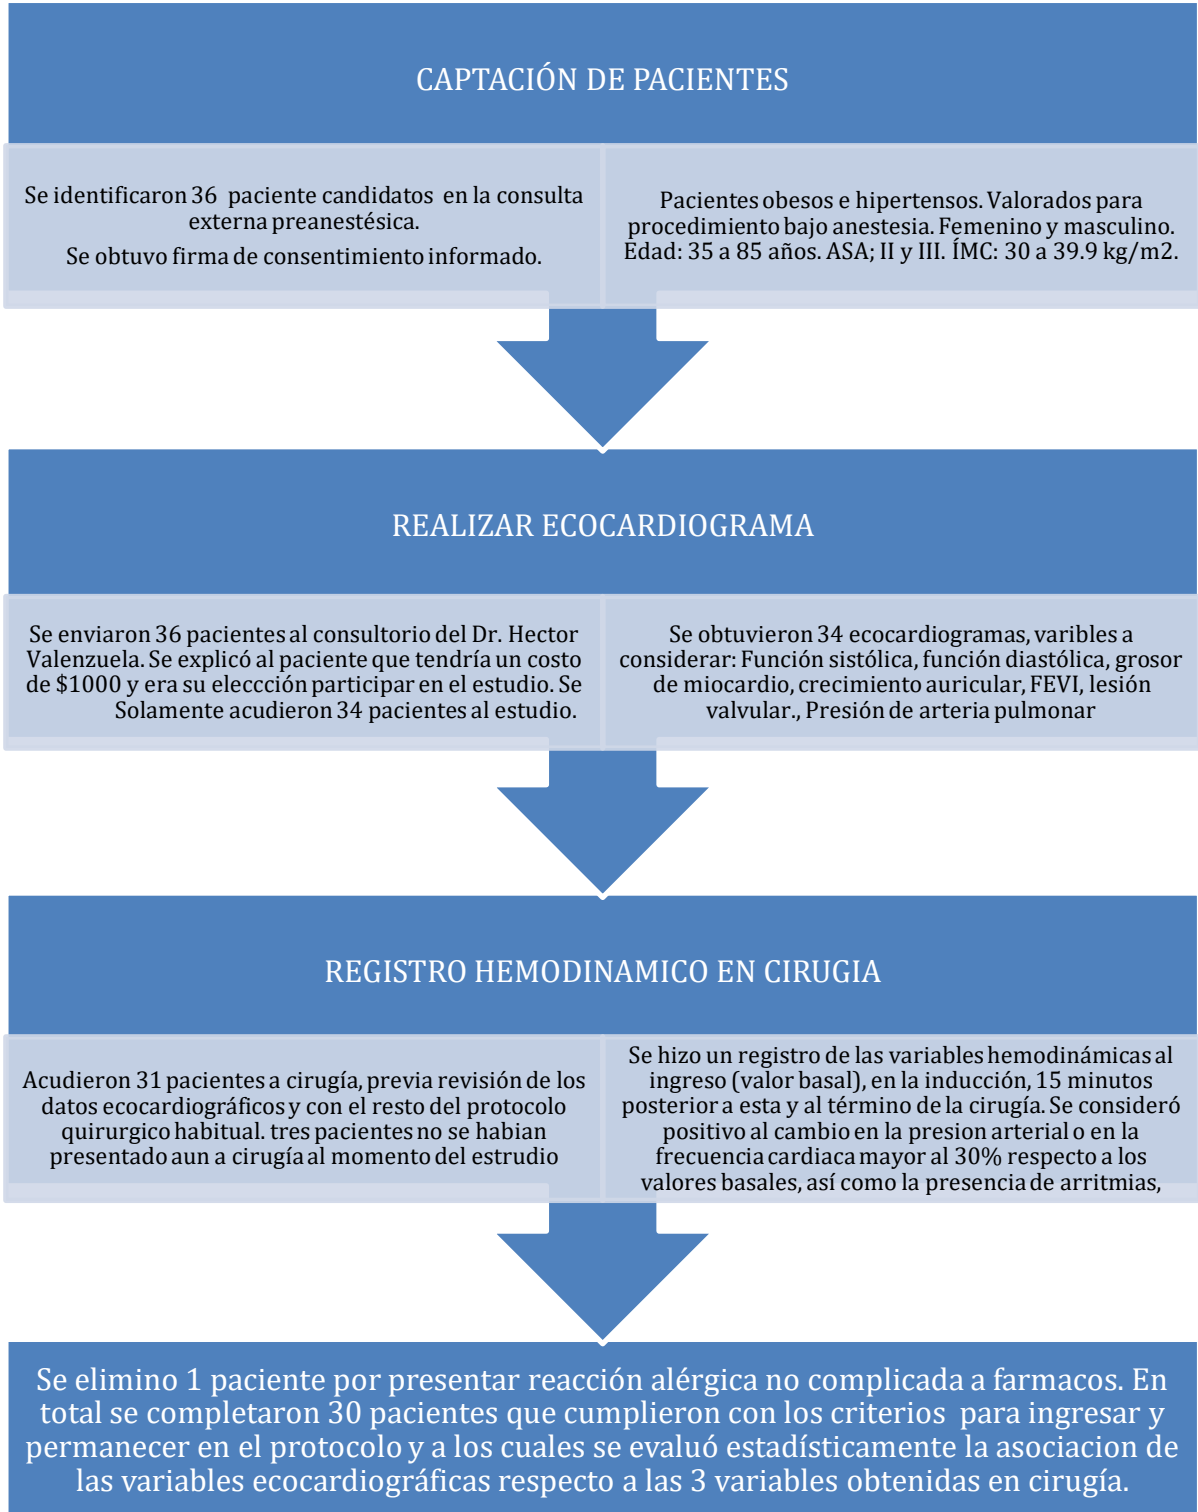 CAPTACIÓN DE PACIENTES
Se identificaron 36 paciente candidatos en la consulta
externa preanestésica.
Se obtuvo firma de consentimiento informado.
Pacientes obesos e hipertensos. Valorados para
procedimiento bajo anestesia. Femenino y masculino.
Edad: 35 a 85 años. ASA; II y III. ÍMC: 30 a 39.9 kg/m2.
REALIZAR ECOCARDIOGRAMA
Se enviaron 36 pacientes al consultorio del Dr. Hector
Valenzuela. Se explicó al paciente que tendría un costo
de $1000 y era su eleccción participar en el estudio. Se
Solamente acudieron 34 pacientes al estudio.
Se obtuvieron 34 ecocardiogramas, varibles a
considerar: Función sistólica, función diastólica, grosor
de miocardio, crecimiento auricular, FEVI, lesión
valvular., Presión de arteria pulmonar
REGISTRO HEMODINAMICO EN CIRUGIA
Acudieron 31 pacientes a cirugía, previa revisión de los
datos ecocardiográficos y con el resto del protocolo
quirurgico habitual. tres pacientes no se habian
presentado aun a cirugía al momento del estrudio
Se hizo un registro de las variables hemodinámicas al
ingreso (valor basal), en la inducción, 15 minutos
posterior a esta y al término de la cirugía. Se consideró
positivo al cambio en la presion arterial o en la
frecuencia cardiaca mayor al 30% respecto a los
valores basales, así como la presencia de arritmias,
Se elimino 1 paciente por presentar reacción alérgica no complicada a farmacos. En
total se completaron 30 pacientes que cumplieron con los criterios para ingresar y
permanecer en el protocolo y a los cuales se evaluó estadísticamente la asociacion de
las variables ecocardiográficas respecto a las 3 variables obtenidas en cirugía.